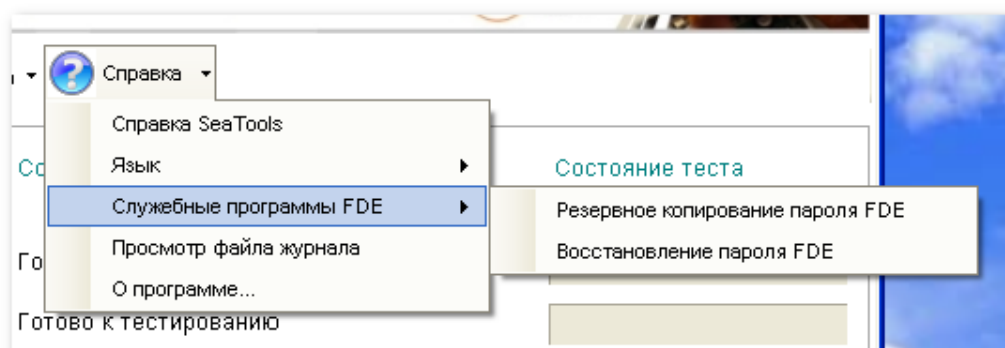 Справка
Справка SeaTools
Язык
Состояние теста
Служебные программы FDE
Резервное копирование пароля FDE
Просмотр файла журнала
Восстановление пароля FDE
О программе...
Готово к тестированию